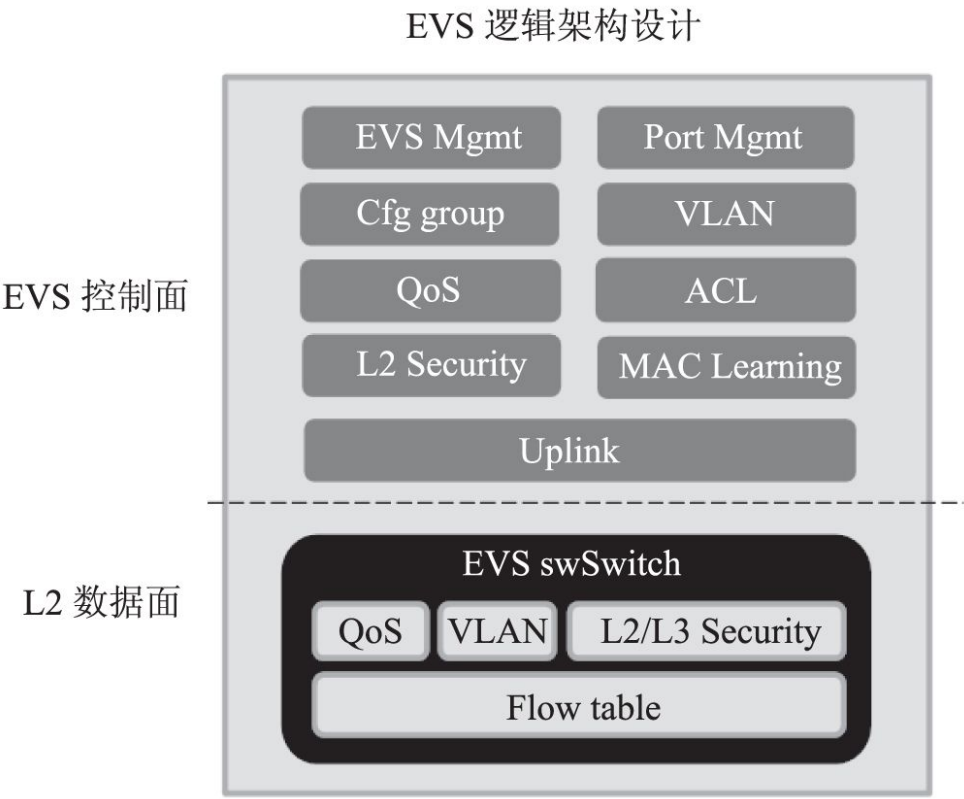 EVS 逻辑架构设计
EVS Mgmt
Port Mgmt
Cfg group
VLAN
EVS 控制面
QoS
ACL
L2 Security
MAC Learning
Uplink
L2 数据面
EVS swSwitch
QoS
VLAN
L2/L3 Security
Flow table